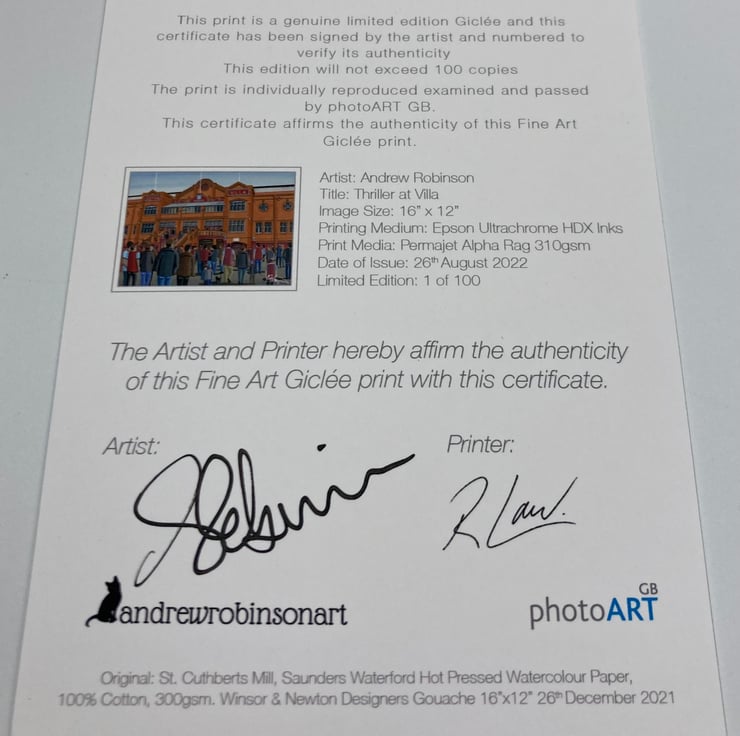 This print is a genuine limited edition Giclée and this
certificate has been signed by the artist and numbered to
verify its authenticity
This edition will not exceed 100 copies
The print is individually reproduced examined and passed
by photoART GB.
This certificate affirms the authenticity of this Fine Art
Giclée print.
Artist: Andrew Robinson
Title: Thriller at Villa
Image Size: 16" x 12"
Printing Medium: Epson Ultrachrome HDX Inks
Print Media: Permajet Alpha Rag 310gsm
Date of Issue: 26th August 2022
Limited Edition: 1 of 100
The Artist and Printer hereby affirm the authenticity
of this Fine Art Giclée print with this certificate.
Artist:
Printer:
R Law.
andrewrobinsonart
photoART GB
Original: St. Cuthberts Mill, Saunders Waterford Hot Pressed Watercolour Paper,
100% Cotton, 300gsm. Winsor & Newton Designers Gouache 16"x12" 26th December 2021